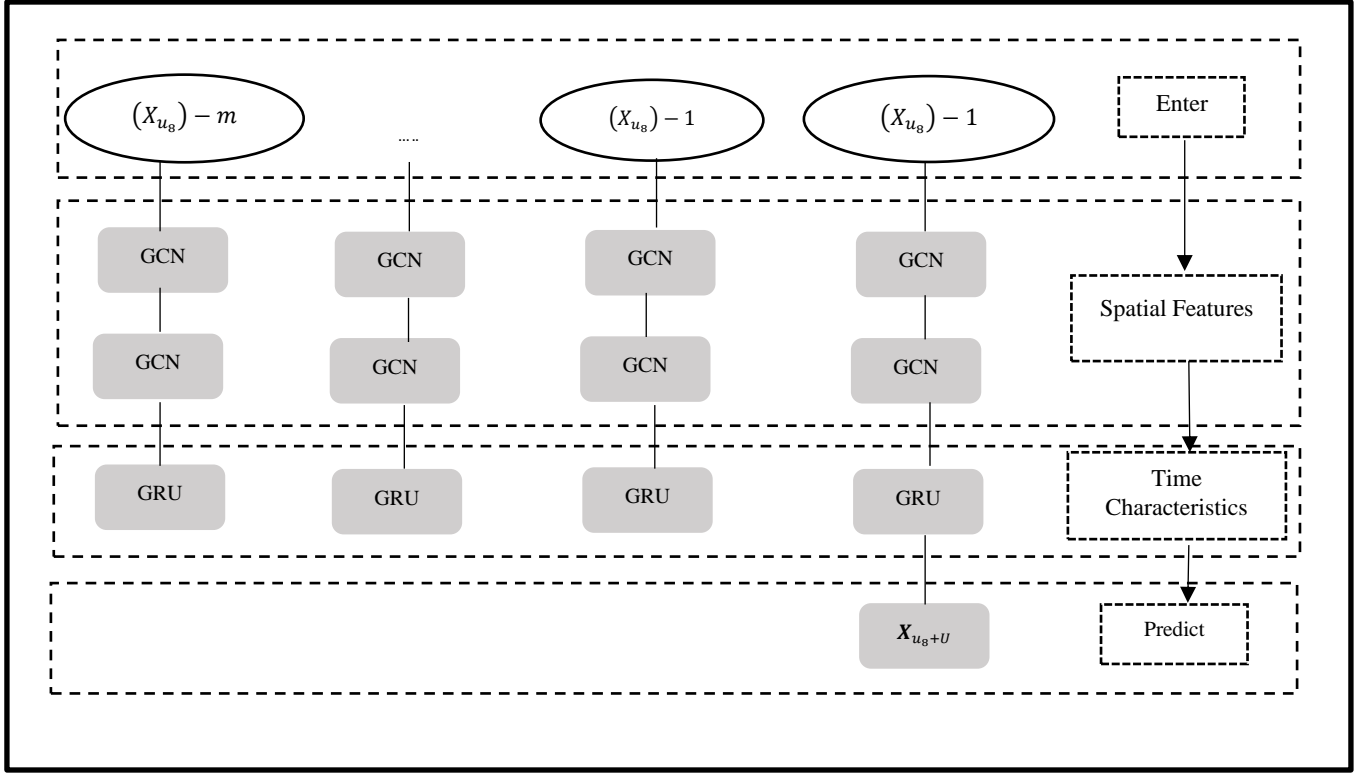 (X_{u_8}) − m
.....
(X_{u_8}) − 1
(X_{u_8}) − 1
Enter
GCN
GCN
GCN
GCN
Spatial Features
GCN
GCN
GCN
GCN
GRU
GRU
GRU
GRU
Time
Characteristics
X_{u_8+U}
Predict